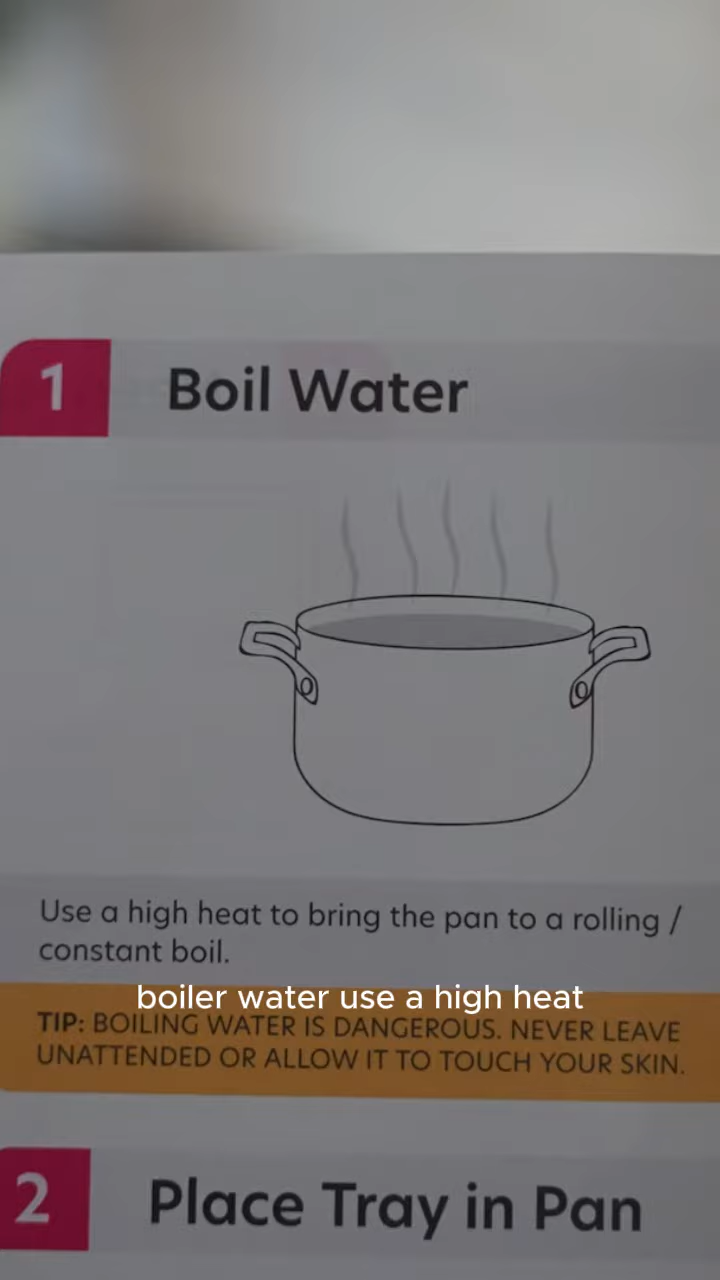 1
Boil Water
Use a high heat to bring the pan to a rolling /
constant boil.
boiler water use a high heat
TIP: BOILING WATER IS DANGEROUS. NEVER LEAVE
UNATTENDED OR ALLOW IT TO TOUCH YOUR SKIN.
2
Place Tray in Pan